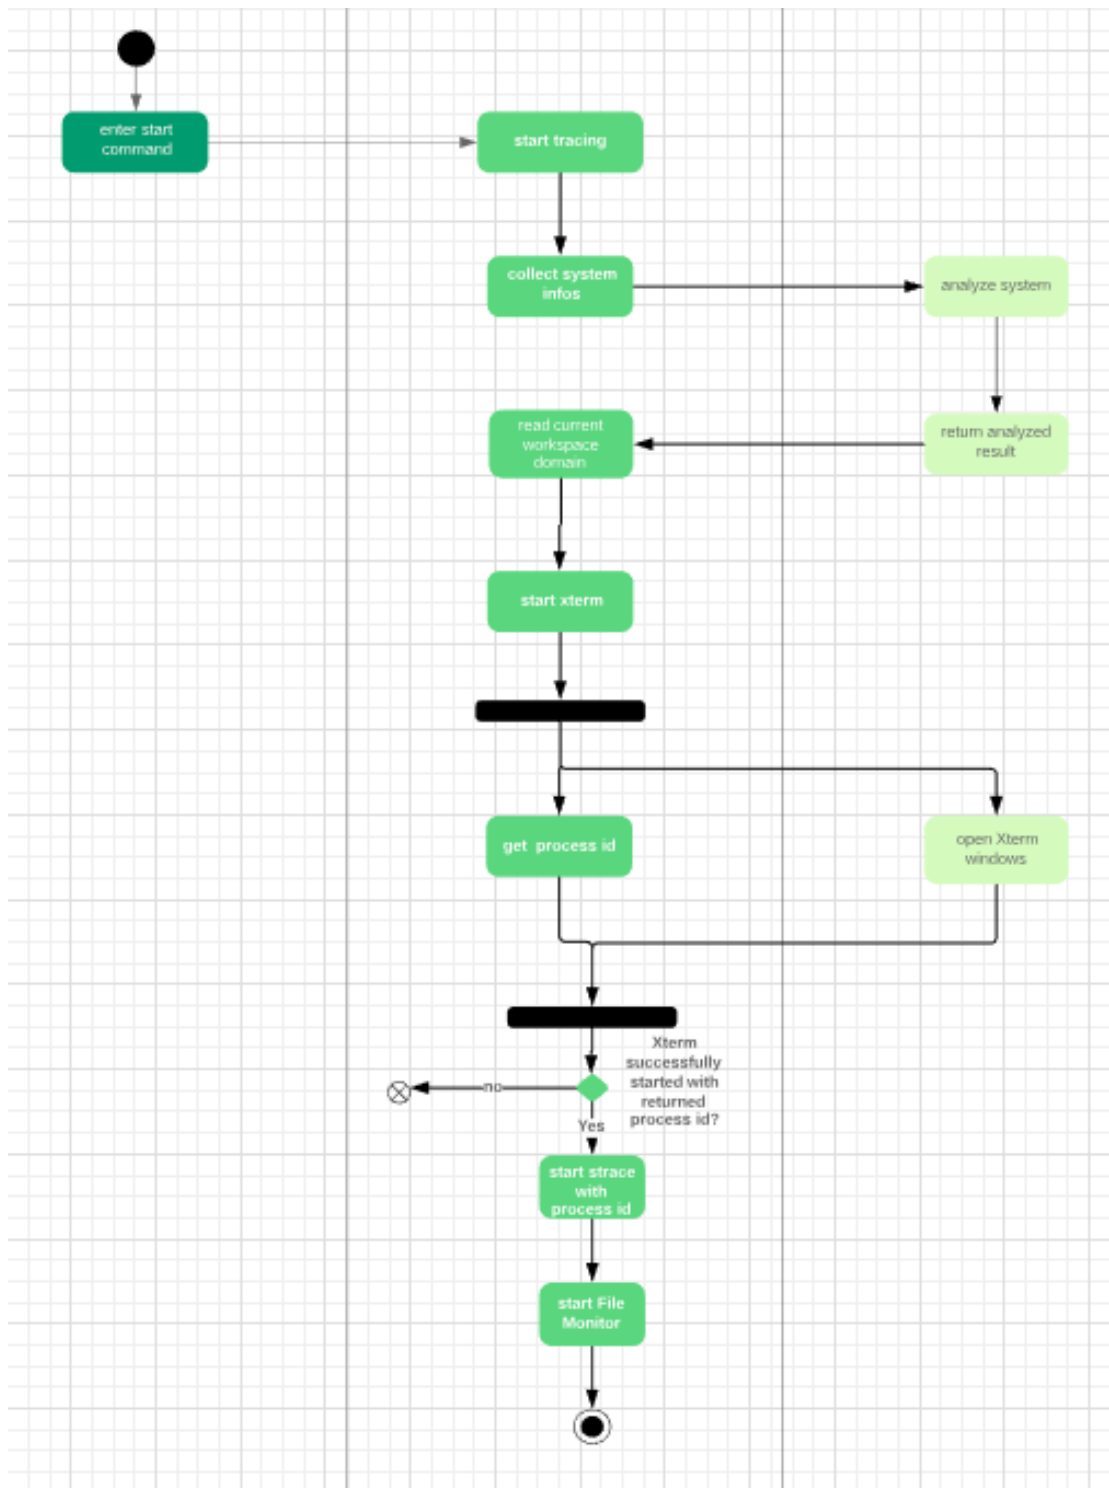 enter start
command
start tracing
collect system
infos
analyze system
read current
workspace
domain
return analyzed
result
start xterm
get process id
open Xterm
windows
Xterm
successfully
started with
returned
process id?
no
Yes
start strace
with
process id
start File
Monitor